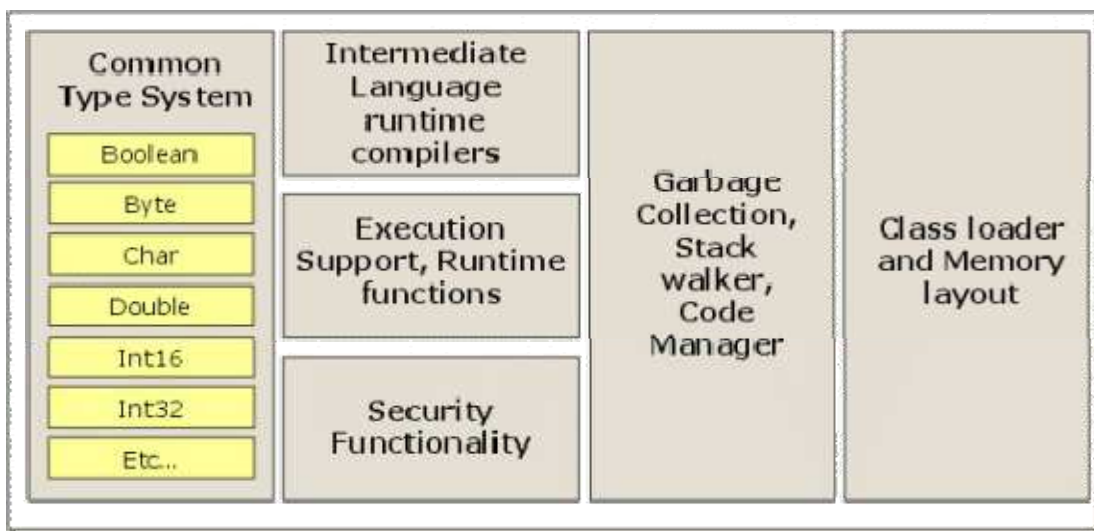 Common
Type System
Boolean
Byte
Char
Double
Int16
Int32
Etc...
Intermediate
Language
runtime
compilers
Execution
Support, Runtime
functions
Security
Functionality
Garbage
Collection,
Stack
walker,
Code
Manager
Class loader
and Memory
layout